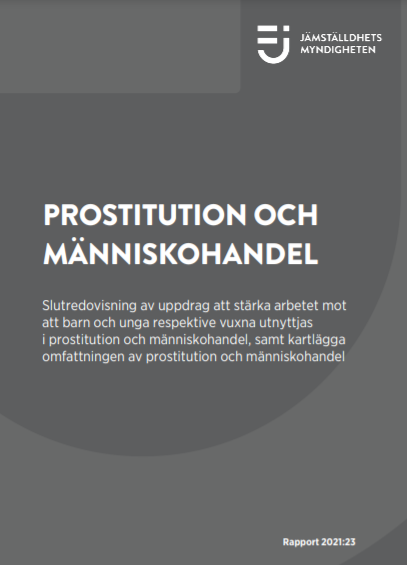 JÄMSTÄLLDHETS
MYNDIGHETEN
PROSTITUTION OCH
MÄNNISKOHANDEL
Slutredovisning av uppdrag att stärka arbetet mot
att barn och unga respektive vuxna utnyttjas
i prostitution och människohandel, samt kartlägga
omfattningen av prostitution och människohandel
Rapport 2021:23